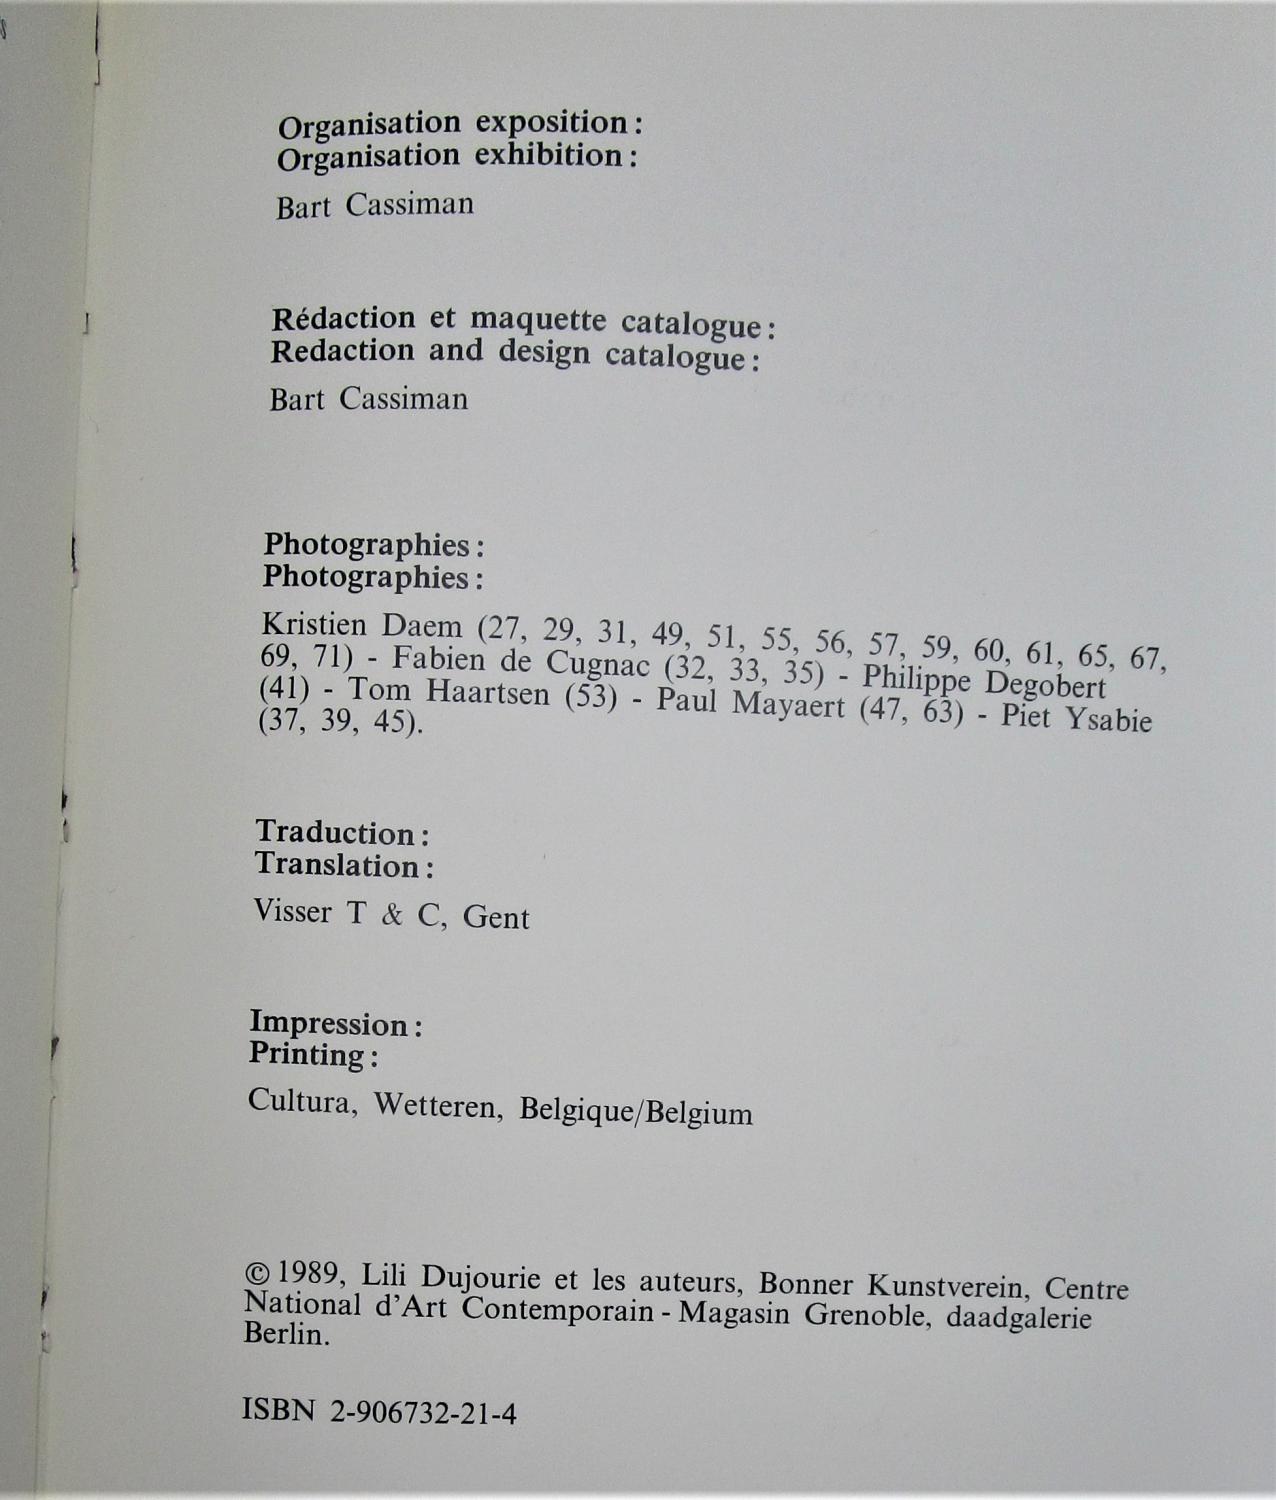 Organisation exposition :
Organisation exhibition :
Bart Cassiman
Rédaction et maquette catalogue :
Redaction and design catalogue :
Bart Cassiman
Photographies :
Photographies :
Kristien Daem (27, 29, 31, 49, 51, 55, 56, 57, 59, 60, 61, 65, 67,
69, 71) - Fabien de Cugnac (32, 33, 35) - Philippe Degobert
(41) - Tom Haartsen (53) - Paul Mayaert (47, 63) - Piet Ysabie
(37, 39, 45).
Traduction :
Translation :
Visser T & C, Gent
Impression :
Printing :
Cultura, Wetteren, Belgique/Belgium
© 1989, Lili Dujourie et les auteurs, Bonner Kunstverein, Centre
National d'Art Contemporain - Magasin Grenoble, daadgalerie
Berlin.
ISBN 2-906732-21-4